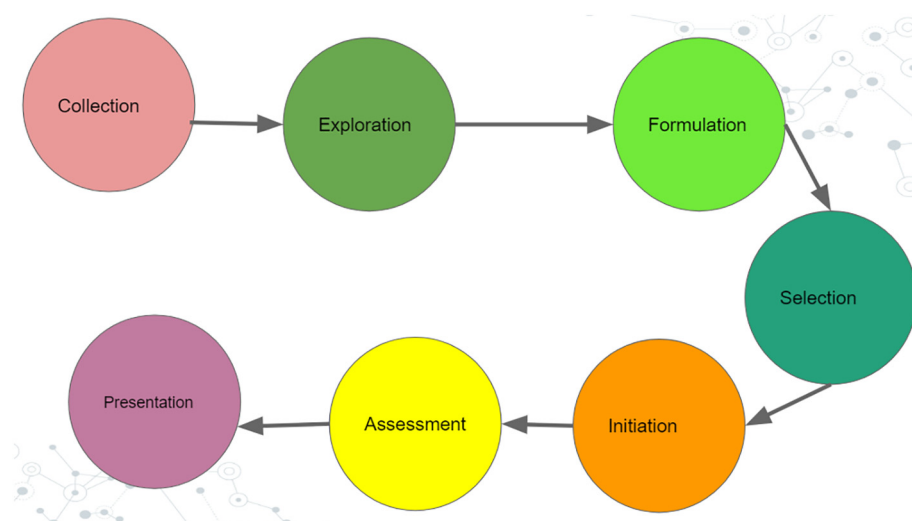 Collection
Exploration
Formulation
Selection
Initiation
Assessment
Presentation